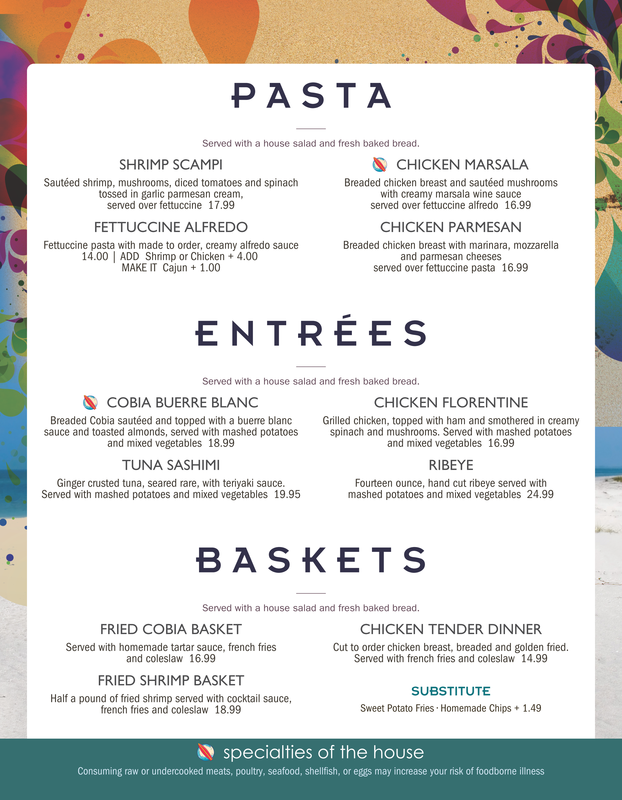 PASTA
Served with a house salad and fresh baked bread.
SHRIMP SCAMPI
Sautéed shrimp, mushrooms, diced tomatoes and spinach
tossed in garlic parmesan cream,
served over fettuccine 17.99
FETTUCCINE ALFREDO
Fettuccine pasta with made to order, creamy alfredo sauce
14.00 | ADD Shrimp or Chicken + 4.00
MAKE IT Cajun + 1.00
CHICKEN MARSALA
Breaded chicken breast and sautéed mushrooms
with creamy marsala wine sauce
served over fettuccine alfredo 16.99
CHICKEN PARMESAN
Breaded chicken breast with marinara, mozzarella
and parmesan cheeses
served over fettuccine pasta 16.99
ENTRÉES
Served with a house salad and fresh baked bread.
COBIA BUERRE BLANC
Breaded Cobia sautéed and topped with a buerre blanc
sauce and toasted almonds, served with mashed potatoes
and mixed vegetables 18.99
TUNA SASHIMI
Ginger crusted tuna, seared rare, with teriyaki sauce.
Served with mashed potatoes and mixed vegetables 19.95
CHICKEN FLORENTINE
Grilled chicken, topped with ham and smothered in creamy
spinach and mushrooms. Served with mashed potatoes
and mixed vegetables 16.99
RIBEYE
Fourteen ounce, hand cut ribeye served with
mashed potatoes and mixed vegetables 24.99
BASKETS
Served with a house salad and fresh baked bread.
FRIED COBIA BASKET
Served with homemade tartar sauce, french fries
and coleslaw 16.99
FRIED SHRIMP BASKET
Half a pound of fried shrimp served with cocktail sauce,
french fries and coleslaw 18.99
CHICKEN TENDER DINNER
Cut to order chicken breast, breaded and golden fried.
Served with french fries and coleslaw 14.99
SUBSTITUTE
Sweet Potato Fries · Homemade Chips + 1.49
specialties of the house
Consuming raw or undercooked meats, poultry, seafood, shellfish, or eggs may increase your risk of foodborne illness